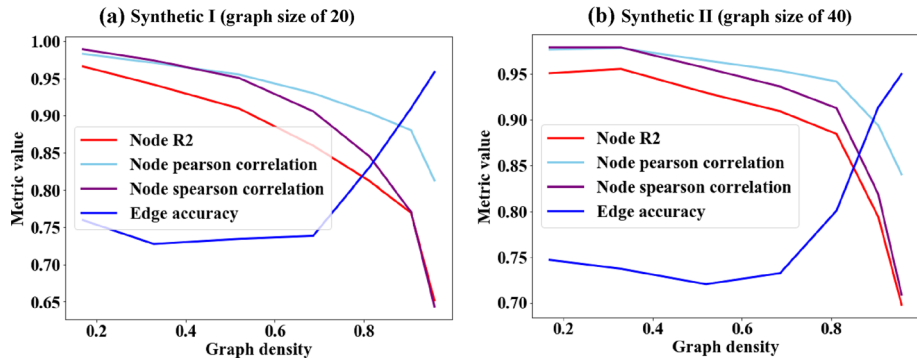 (a) Synthetic I (graph size of 20)
1.00
0.95
0.90
0.85
0.80
0.75
0.70
0.65
Metric value
Node R2
Node pearson correlation
Node spearson correlation
Edge accuracy
0.2 0.4 0.6 0.8
Graph density
(b) Synthetic II (graph size of 40)
0.95
0.90
0.85
0.80
0.75
0.70
Metric value
Node R2
Node pearson correlation
Node spearson correlation
Edge accuracy
0.2 0.4 0.6 0.8
Graph density